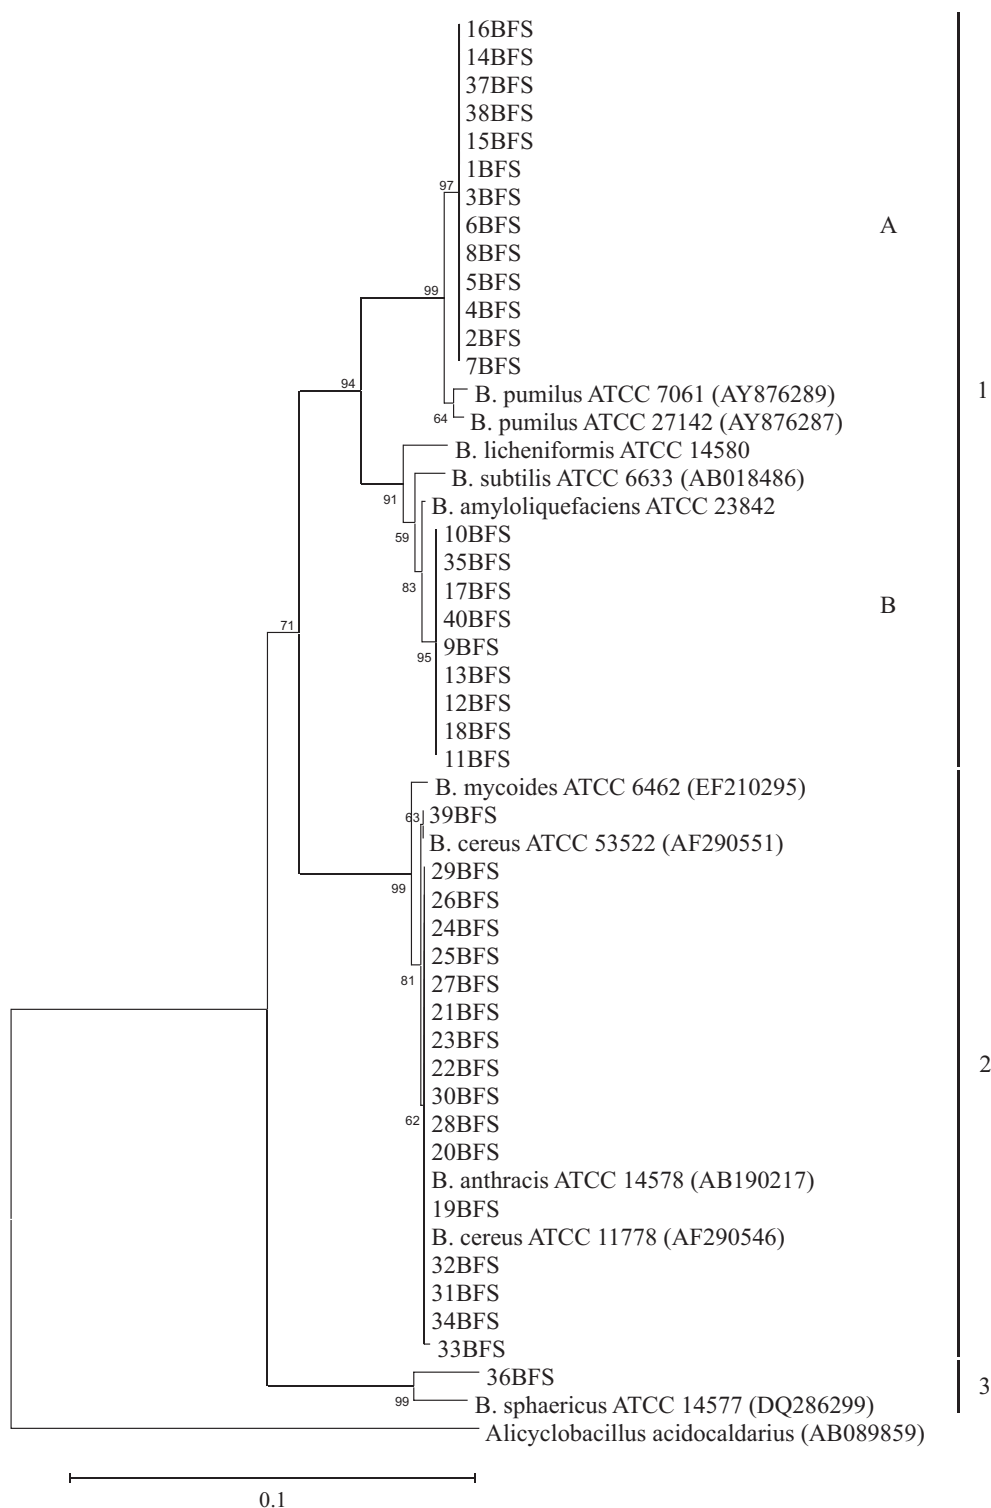 16BFS
14BFS
37BFS
38BFS
15BFS
1BFS
97
3BFS
6BFS
A
8BFS
5BFS
99
4BFS
2BFS
7BFS
94
B. pumilus ATCC 7061 (AY876289)
1
64
B. pumilus ATCC 27142 (AY876287)
B. licheniformis ATCC 14580
B. subtilis ATCC 6633 (AB018486)
91
B. amyloliquefaciens ATCC 23842
10BFS
59
35BFS
83
17BFS
B
40BFS
71
9BFS
95
13BFS
12BFS
18BFS
11BFS
B. mycoides ATCC 6462 (EF210295)
63
39BFS
B. cereus ATCC 53522 (AF290551)
29BFS
99
26BFS
24BFS
25BFS
81
27BFS
21BFS
23BFS
22BFS
2
30BFS
62
28BFS
20BFS
B. anthracis ATCC 14578 (AB190217)
19BFS
B. cereus ATCC 11778 (AF290546)
32BFS
31BFS
34BFS
33BFS
36BFS
3
99
B. sphaericus ATCC 14577 (DQ286299)
Alicyclobacillus acidocaldarius (AB089859)
0.1